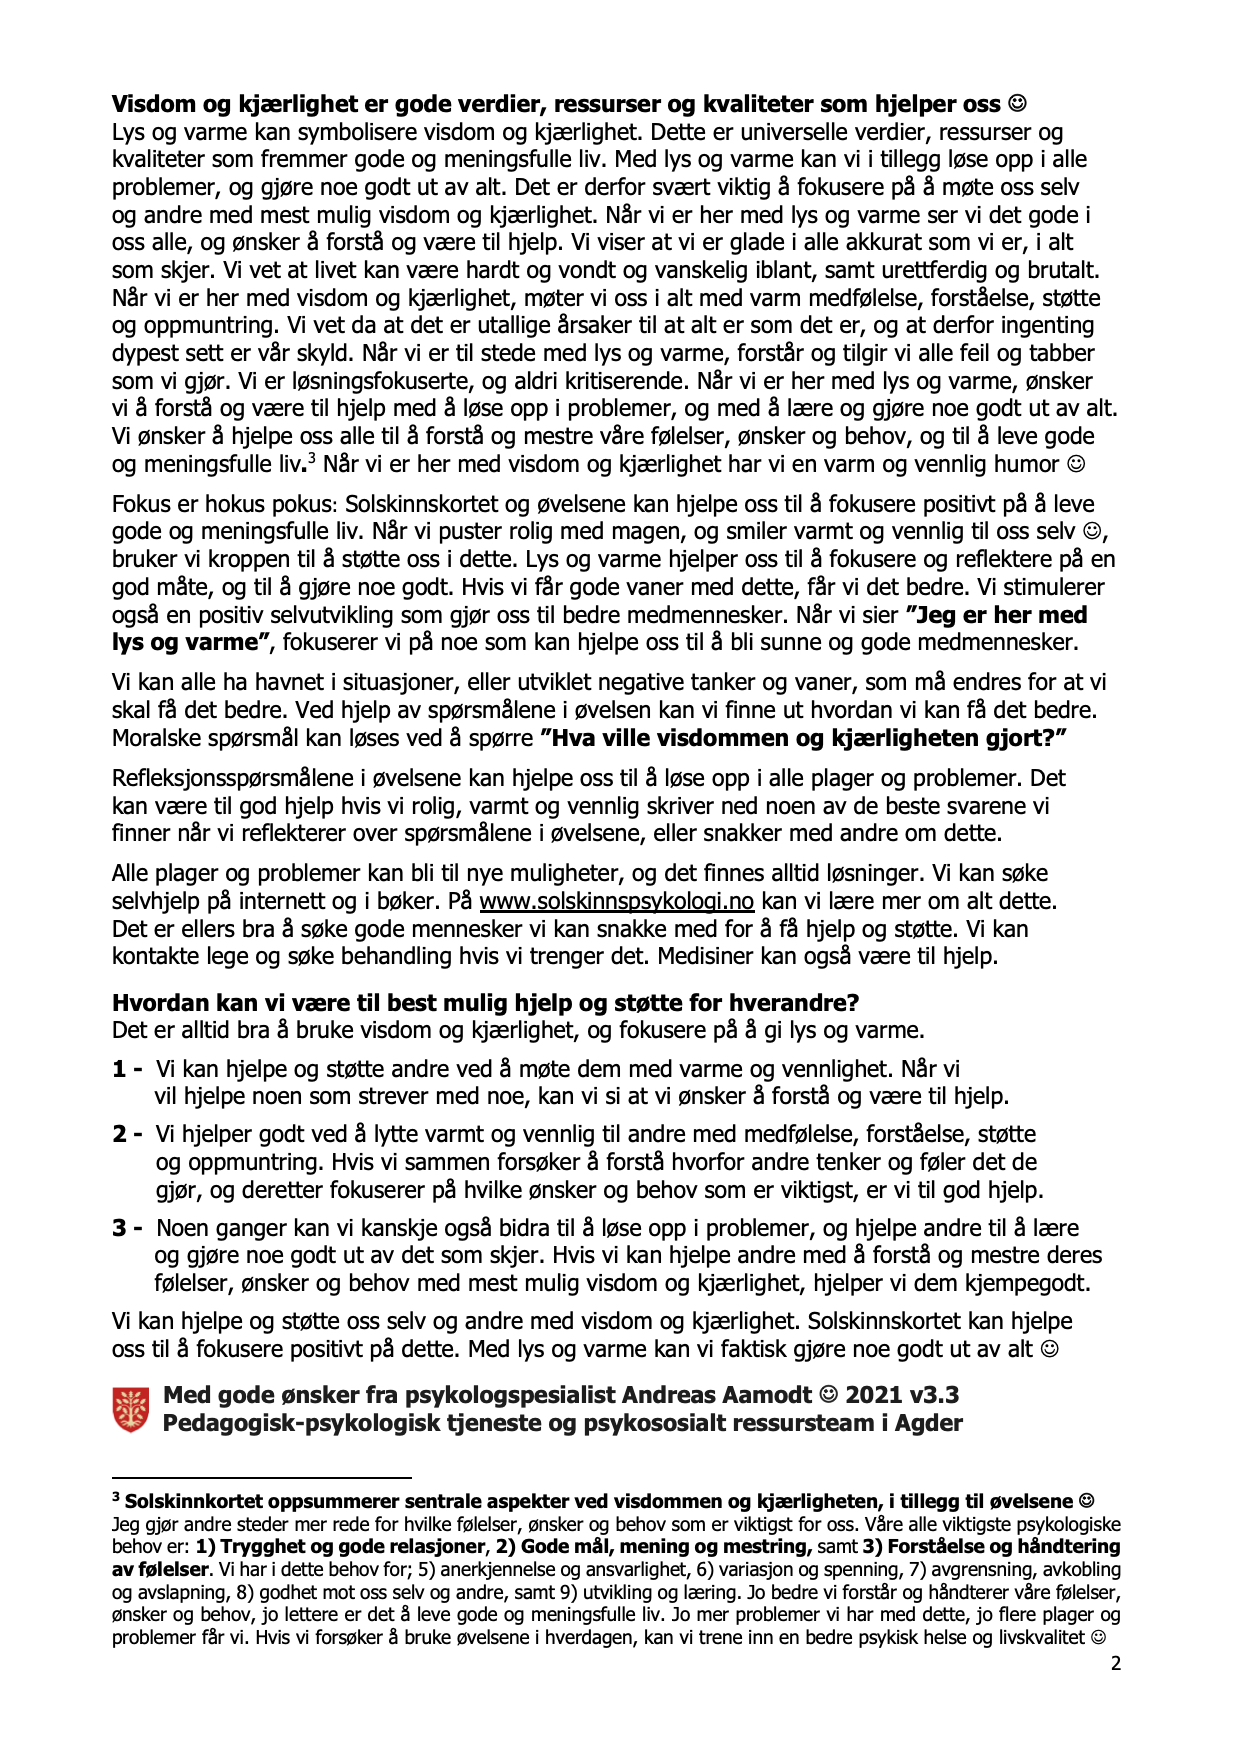 Visdom og kjærlighet er gode verdier, ressurser og kvaliteter som hjelper oss ☺
Lys og varme kan symbolisere visdom og kjærlighet. Dette er universelle verdier, ressurser og
kvaliteter som fremmer gode og meningsfulle liv. Med lys og varme kan vi i tillegg løse opp i alle
problemer, og gjøre noe godt ut av alt. Det er derfor svært viktig å fokusere på å møte oss selv
og andre med mest mulig visdom og kjærlighet. Når vi er her med lys og varme ser vi det gode i
oss alle, og ønsker å forstå og være til hjelp. Vi viser at vi er glade i alle akkurat som vi er, i alt
som skjer. Vi vet at livet kan være hardt og vondt og vanskelig iblant, samt urettferdig og brutalt.
Når vi er her med visdom og kjærlighet, møter vi oss i alt med varm medfølelse, forståelse, støtte
og oppmuntring. Vi vet da at det er utallige årsaker til at alt er som det er, og at derfor ingenting
dypest sett er vår skyld. Når vi er til stede med lys og varme, forstår og tilgir vi alle feil og tabber
som vi gjør. Vi er løsningsfokuserte, og aldri kritiserende. Når vi er her med lys og varme, ønsker
vi å forstå og være til hjelp med å løse opp i problemer, og med å lære og gjøre noe godt ut av alt.
Vi ønsker å hjelpe oss alle til å forstå og mestre våre følelser, ønsker og behov, og til å leve gode
og meningsfulle liv.³ Når vi er her med visdom og kjærlighet har vi en varm og vennlig humor ☺
Fokus er hokus pokus: Solskinnskortet og øvelsene kan hjelpe oss til å fokusere positivt på å leve
gode og meningsfulle liv. Når vi puster rolig med magen, og smiler varmt og vennlig til oss selv ☺,
bruker vi kroppen til å støtte oss i dette. Lys og varme hjelper oss til å fokusere og reflektere på en
god måte, og til å gjøre noe godt. Hvis vi får gode vaner med dette, får vi det bedre. Vi stimulerer
også en positiv selvutvikling som gjør oss til bedre medmennesker. Når vi sier ”Jeg er her med
lys og varme”, fokuserer vi på noe som kan hjelpe oss til å bli sunne og gode medmennesker.
Vi kan alle ha havnet i situasjoner, eller utviklet negative tanker og vaner, som må endres for at vi
skal få det bedre. Ved hjelp av spørsmålene i øvelsen kan vi finne ut hvordan vi kan få det bedre.
Moralske spørsmål kan løses ved å spørre ”Hva ville visdommen og kjærligheten gjort?”
Refleksjonsspørsmålene i øvelsene kan hjelpe oss til å løse opp i alle plager og problemer. Det
kan være til god hjelp hvis vi rolig, varmt og vennlig skriver ned noen av de beste svarene vi
finner når vi reflekterer over spørsmålene i øvelsene, eller snakker med andre om dette.
Alle plager og problemer kan bli til nye muligheter, og det finnes alltid løsninger. Vi kan søke
selvhjelp på internett og i bøker. På www.solskinnspsykologi.no kan vi lære mer om alt dette.
Det er ellers bra å søke gode mennesker vi kan snakke med for å få hjelp og støtte. Vi kan
kontakte lege og søke behandling hvis vi trenger det. Medisiner kan også være til hjelp.
Hvordan kan vi være til best mulig hjelp og støtte for hverandre?
Det er alltid bra å bruke visdom og kjærlighet, og fokusere på å gi lys og varme.
1 - Vi kan hjelpe og støtte andre ved å møte dem med varme og vennlighet. Når vi
vil hjelpe noen som strever med noe, kan vi si at vi ønsker å forstå og være til hjelp.
2 - Vi hjelper godt ved å lytte varmt og vennlig til andre med medfølelse, forståelse, støtte
og oppmuntring. Hvis vi sammen forsøker å forstå hvorfor andre tenker og føler det de
gjør, og deretter fokuserer på hvilke ønsker og behov som er viktigst, er vi til god hjelp.
3 - Noen ganger kan vi kanskje også bidra til å løse opp i problemer, og hjelpe andre til å lære
og gjøre noe godt ut av det som skjer. Hvis vi kan hjelpe andre med å forstå og mestre deres
følelser, ønsker og behov med mest mulig visdom og kjærlighet, hjelper vi dem kjempegodt.
Vi kan hjelpe og støtte oss selv og andre med visdom og kjærlighet. Solskinnskortet kan hjelpe
oss til å fokusere positivt på dette. Med lys og varme kan vi faktisk gjøre noe godt ut av alt ☺
Med gode ønsker fra psykologspesialist Andreas Aamodt ☺ 2021 v3.3
Pedagogisk-psykologisk tjeneste og psykososialt ressursteam i Agder
³ Solskinnkortet oppsummerer sentrale aspekter ved visdommen og kjærligheten, i tillegg til øvelsene ☺
Jeg gjør andre steder mer rede for hvilke følelser, ønsker og behov som er viktigst for oss. Våre alle viktigste psykologiske
behov er: 1) Trygghet og gode relasjoner, 2) Gode mål, mening og mestring, samt 3) Forståelse og håndtering
av følelser. Vi har i dette behov for; 5) anerkjennelse og ansvarlighet, 6) variasjon og spenning, 7) avgrensning, avkobling
og avslapning, 8) godhet mot oss selv og andre, samt 9) utvikling og læring. Jo bedre vi forstår og håndterer våre følelser,
ønsker og behov, jo lettere er det å leve gode og meningsfulle liv. Jo mer problemer vi har med dette, jo flere plager og
problemer får vi. Hvis vi forsøker å bruke øvelsene i hverdagen, kan vi trene inn en bedre psykisk helse og livskvalitet ☺
2